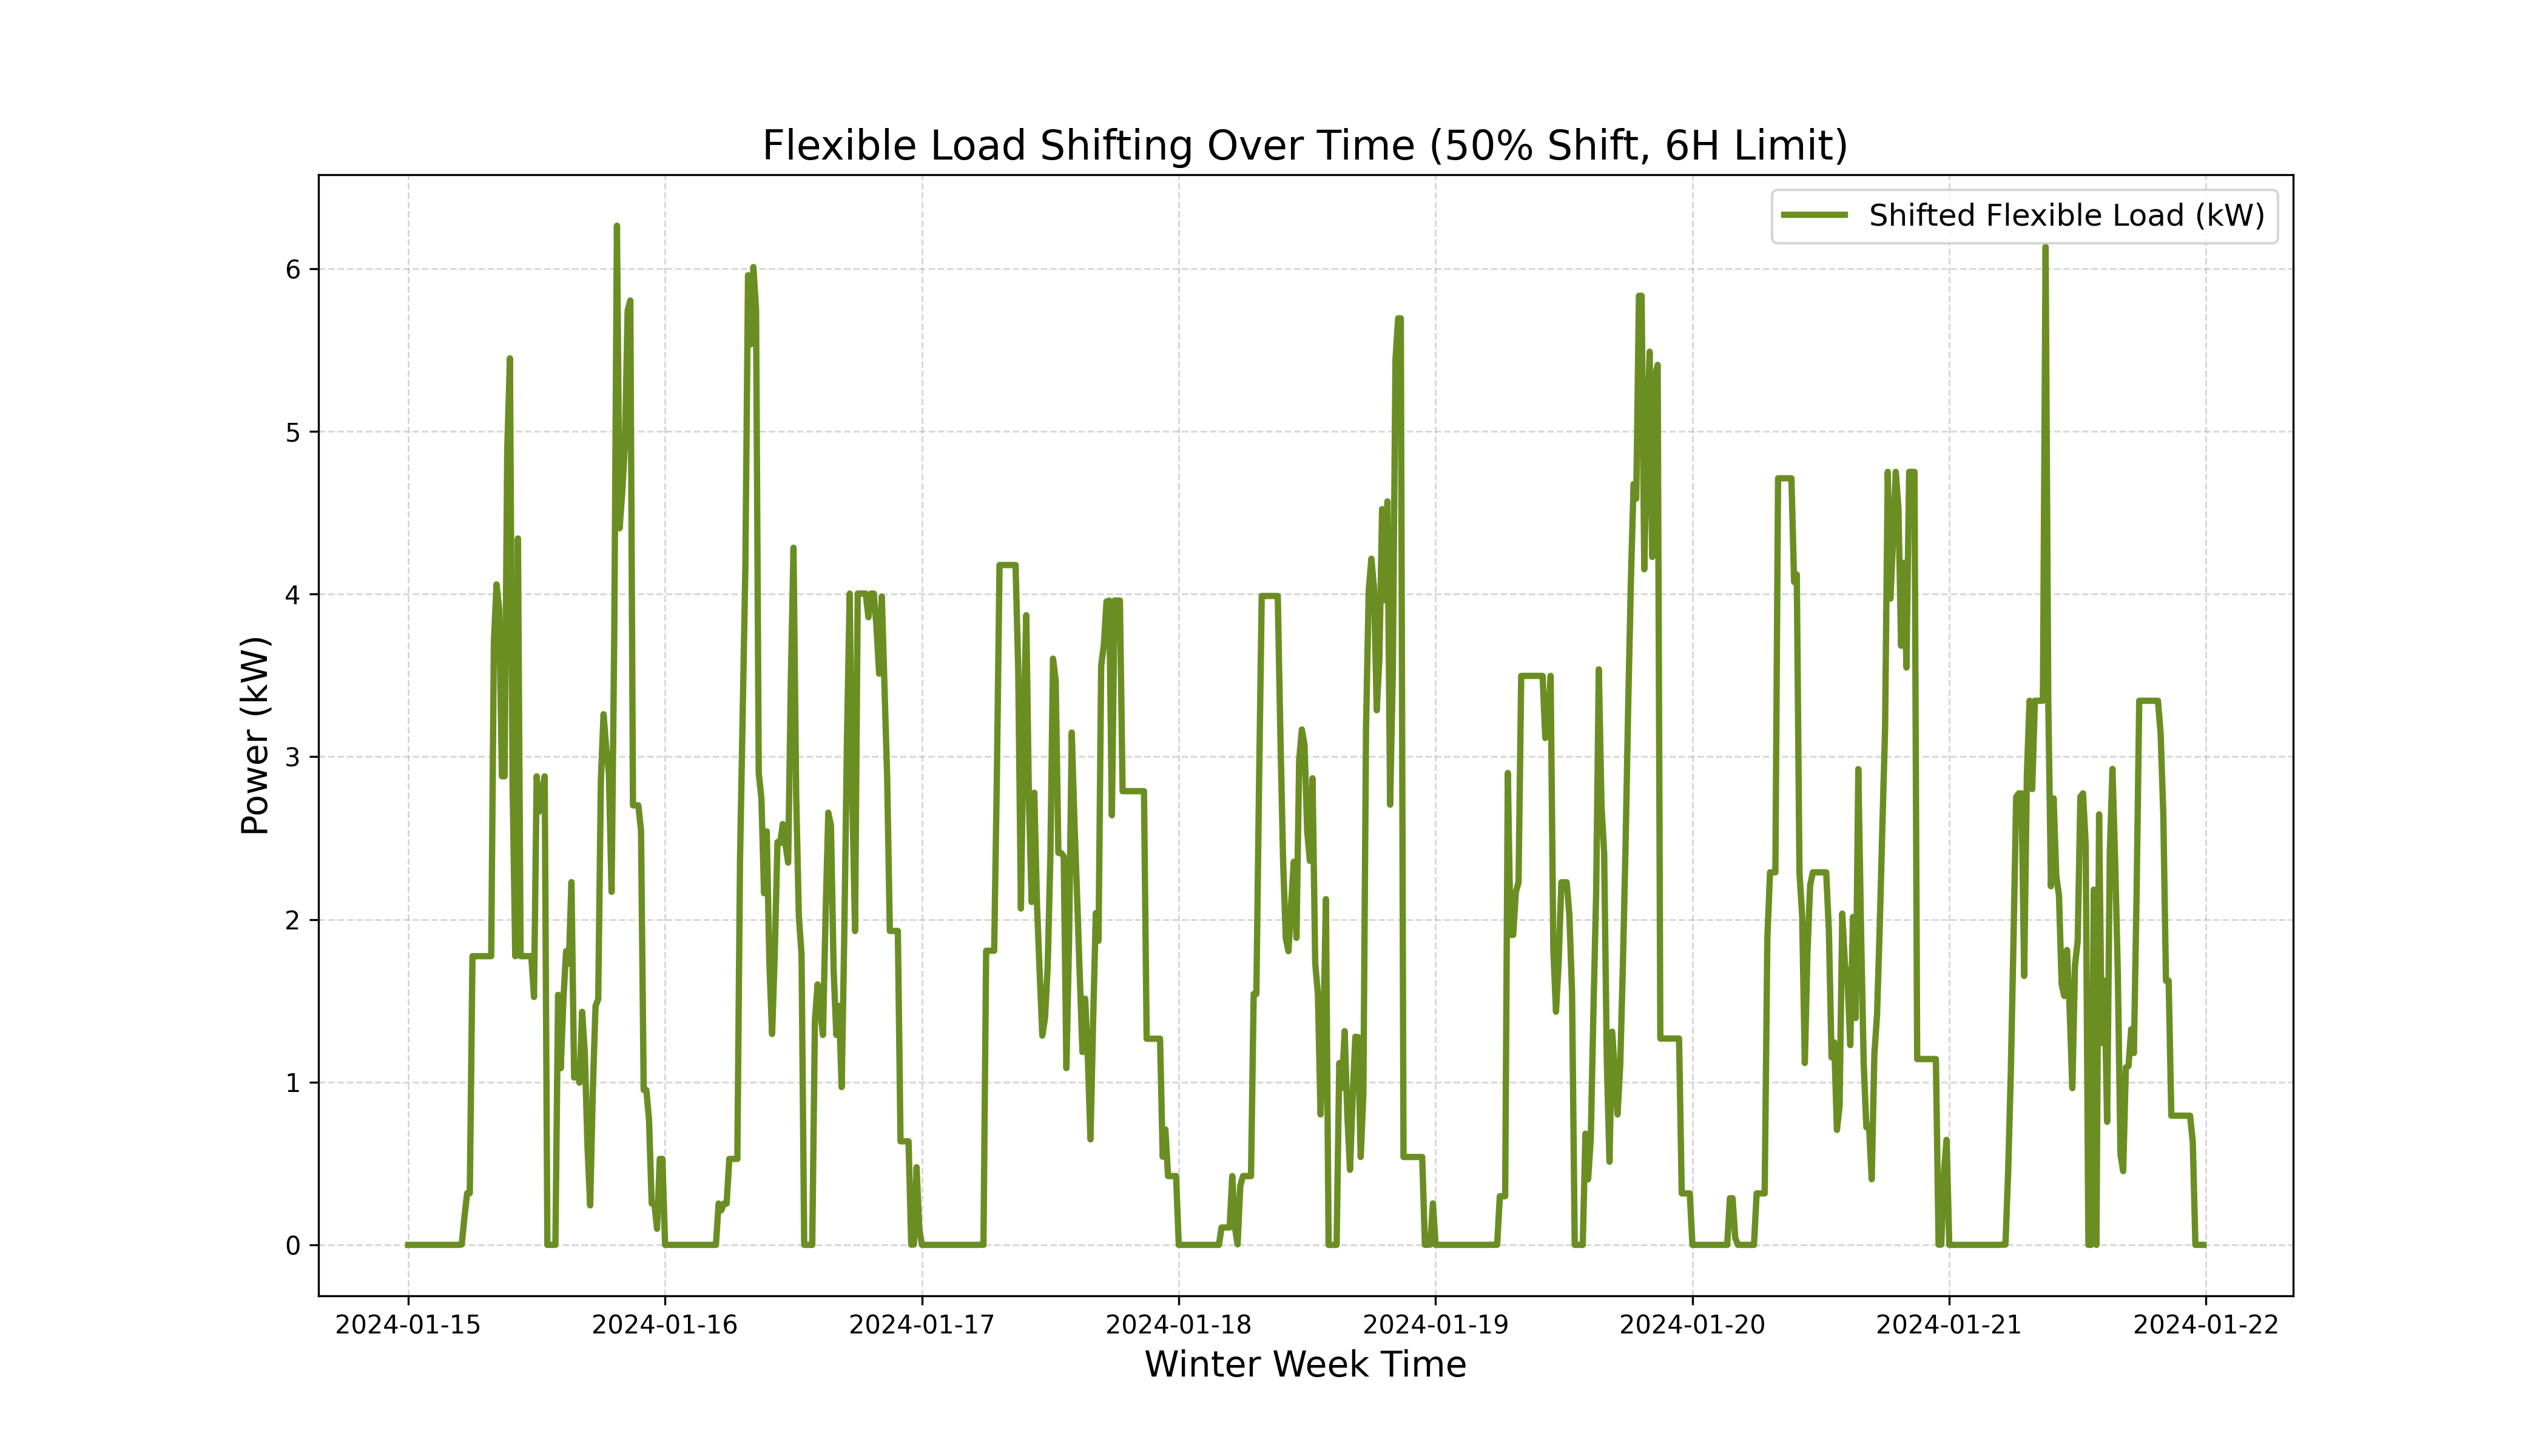 Flexible Load Shifting Over Time (50% Shift, 6H Limit)
Shifted Flexible Load (kW)
Power (kW)
6
5
4
3
2
1
0
2024-01-15 2024-01-16 2024-01-17 2024-01-18 2024-01-19 2024-01-20 2024-01-21 2024-01-22
Winter Week Time